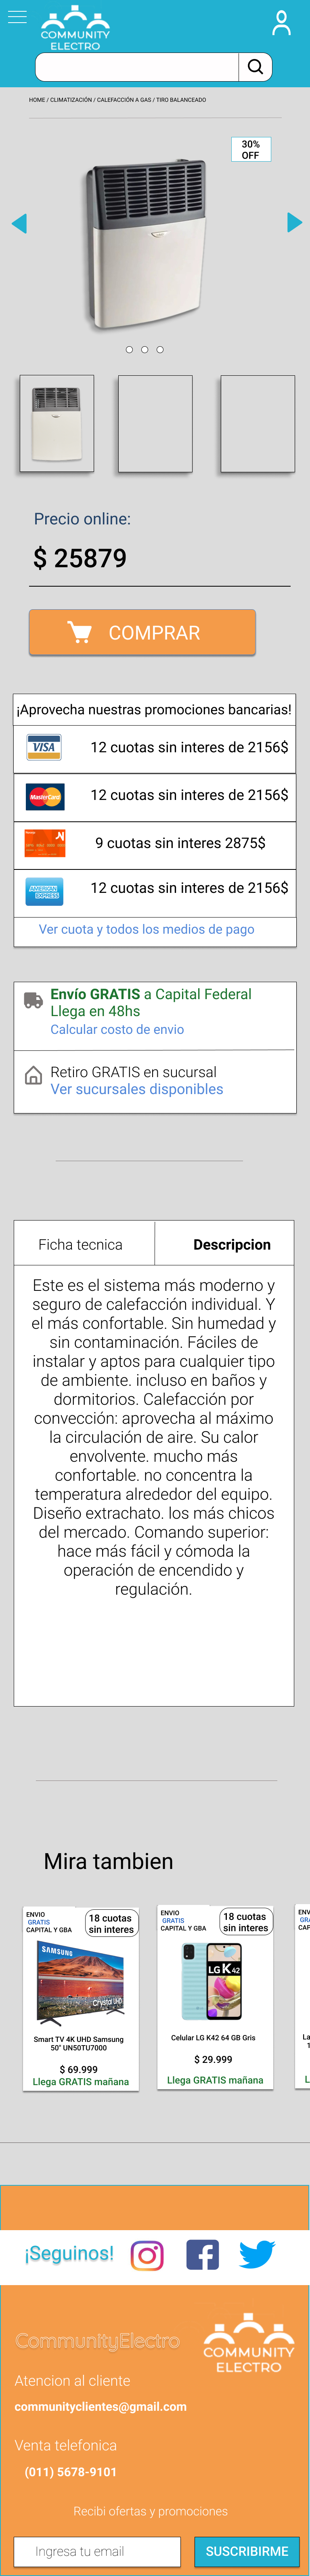 COMMUNITY
ELECTRO
HOME / CLIMATIZACIÓN / CALEFACCIÓN A GAS / TIRO BALANCEADO
30%
OFF
Precio online:
$ 25879
COMPRAR
¡Aprovecha nuestras promociones bancarias!
VISA
12 cuotas sin interes de 2156$
MasterCard
12 cuotas sin interes de 2156$
9 cuotas sin interes 2875$
AMERICAN
EXPRESS
12 cuotas sin interes de 2156$
Ver cuota y todos los medios de pago
Envío GRATIS a Capital Federal
Llega en 48hs
Calcular costo de envio
Retiro GRATIS en sucursal
Ver sucursales disponibles
Ficha tecnica
Descripcion
Este es el sistema más moderno y
seguro de calefacción individual. Y
el más confortable. Sin humedad y
sin contaminación. Fáciles de
instalar y aptos para cualquier tipo
de ambiente. incluso en baños y
dormitorios. Calefacción por
convección: aprovecha al máximo
la circulación de aire. Su calor
envolvente. mucho más
confortable. no concentra la
temperatura alrededor del equipo.
Diseño extrachato. los más chicos
del mercado. Comando superior:
hace más fácil y cómoda la
operación de encendido y
regulación.
Mira tambien
ENVIO
GRATIS
CAPITAL Y GBA
18 cuotas
sin interes
SAMSUNG
Crystal UHD
Smart TV 4K UHD Samsung
50" UN50TU7000
$ 69.999
Llega GRATIS mañana
ENVIO
GRATIS
CAPITAL Y GBA
18 cuotas
sin interes
LG K42
Celular LG K42 64 GB Gris
$ 29.999
Llega GRATIS mañana
¡Seguinos!
CommunityElectro
COMMUNITY
ELECTRO
Atencion al cliente
communityclientes@gmail.com
Venta telefonica
(011) 5678-9101
Recibi ofertas y promociones
Ingresa tu email
SUSCRIBIRME